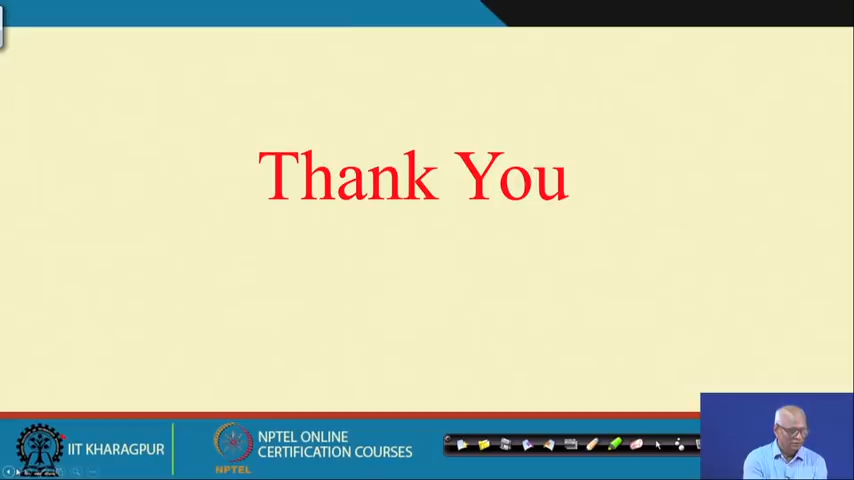 Thank You
IIT KHARAGPUR
NPTEL
NPTEL ONLINE
CERTIFICATION COURSES